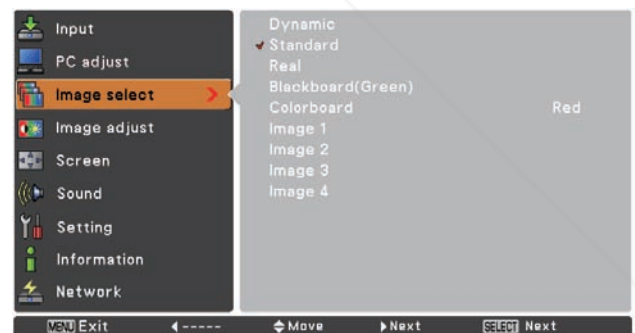 Input
PC adjust
Image select
Image adjust
Screen
Sound
Setting
Information
Network
Dynamic
Standard
Real
Blackboard(Green)
Colorboard Red
Image 1
Image 2
Image 3
Image 4
MENU Exit ----- Move Next SELECT Next